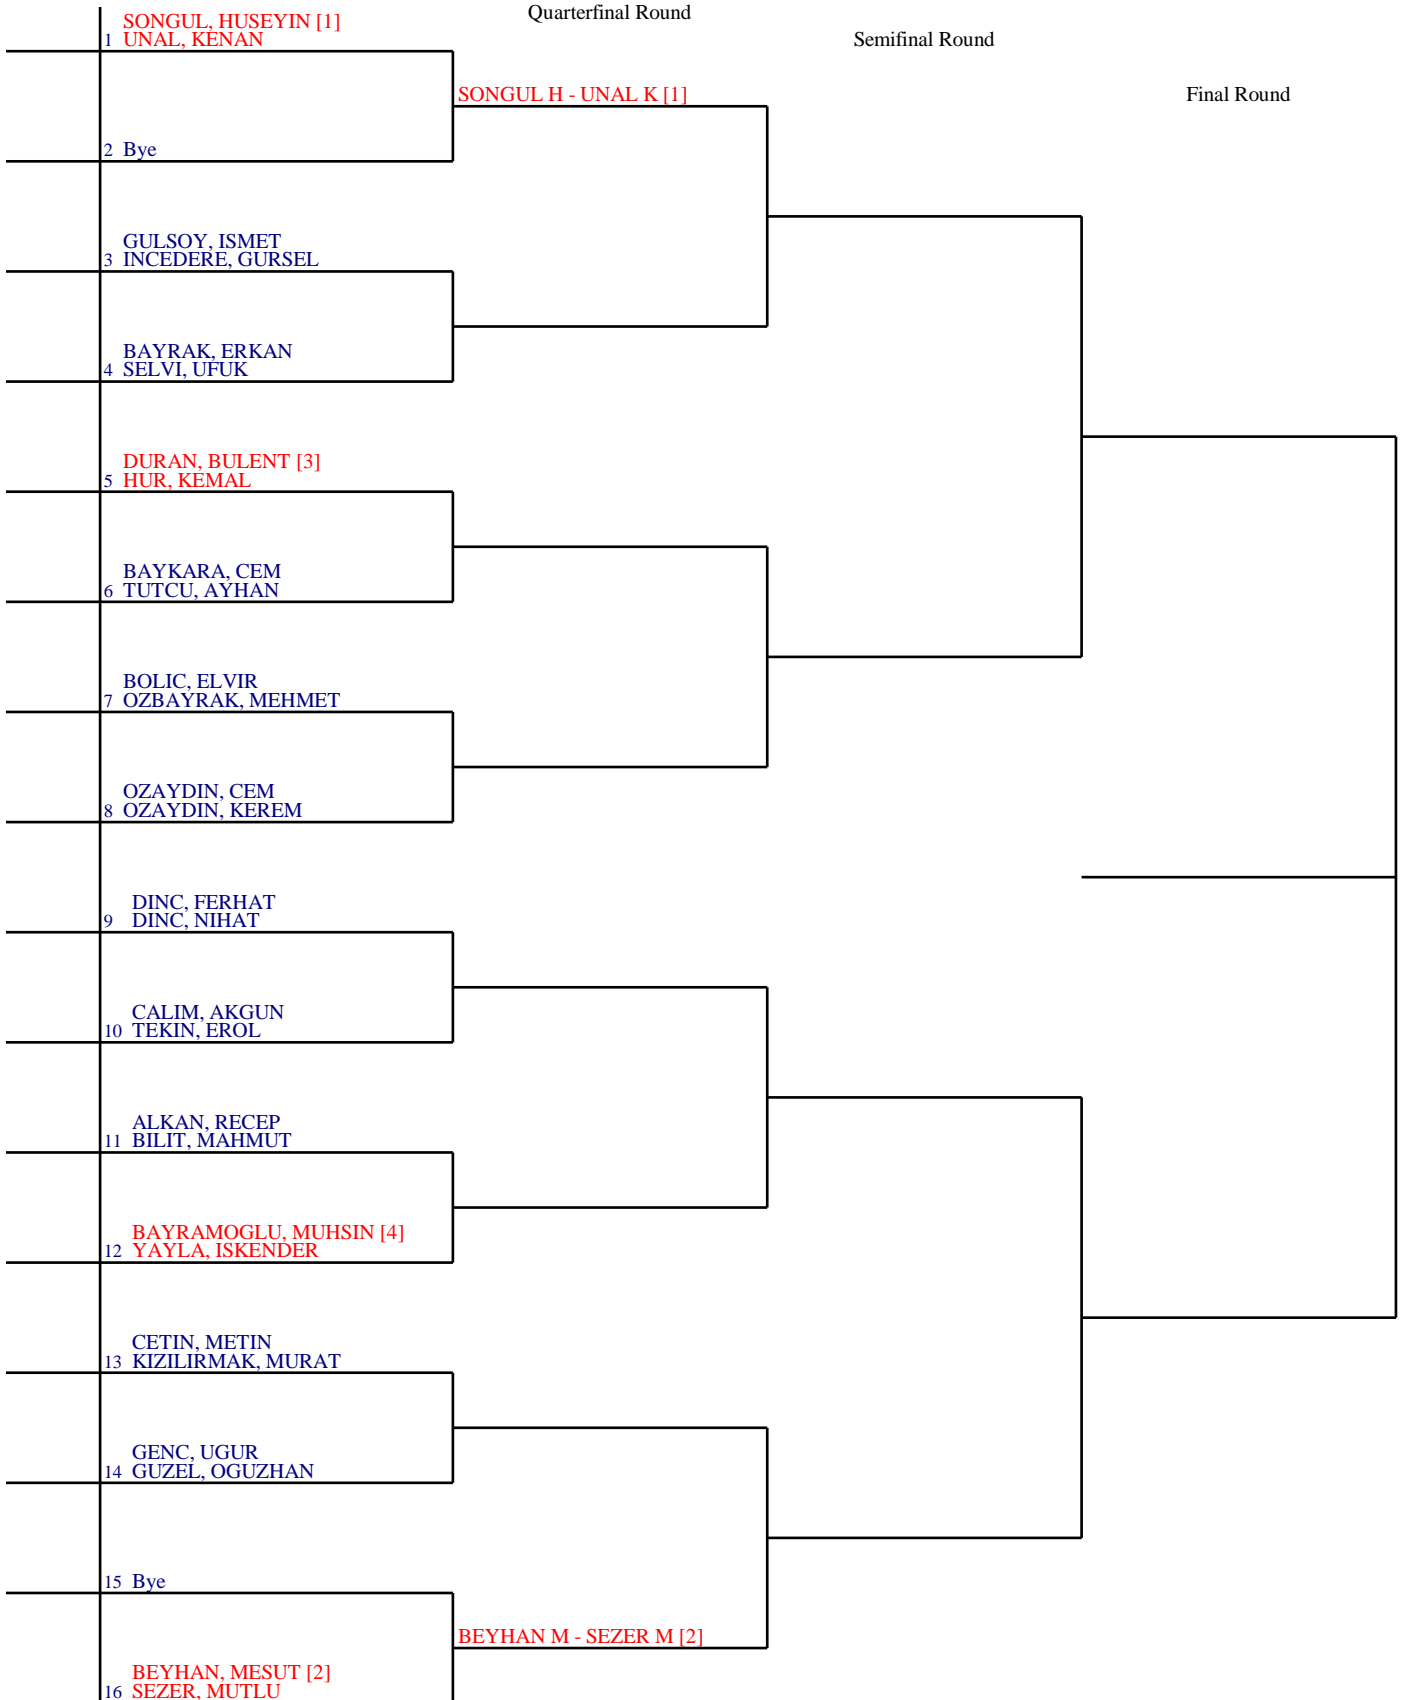 Quarterfinal Round
Semifinal Round
Final Round
SONGUL, HUSEYIN [1]
1 UNAL, KENAN
SONGUL H - UNAL K [1]
2 Bye
GULSOY, ISMET
3 INCEDERE, GURSEL
BAYRAK, ERKAN
4 SELVI, UFUK
DURAN, BULENT [3]
5 HUR, KEMAL
BAYKARA, CEM
6 TUTCU, AYHAN
BOLIC, ELVIR
7 OZBAYRAK, MEHMET
OZAYDIN, CEM
8 OZAYDIN, KEREM
DINC, FERHAT
9 DINC, NIHAT
CALIM, AKGUN
10 TEKIN, EROL
ALKAN, RECEP
11 BILIT, MAHMUT
BAYRAMOGLU, MUHSIN [4]
12 YAYLA, ISKENDER
CETIN, METIN
13 KIZILIRMAK, MURAT
GENC, UGUR
14 GUZEL, OGUZHAN
15 Bye
BEYHAN M - SEZER M [2]
BEYHAN, MESUT [2]
16 SEZER, MUTLU